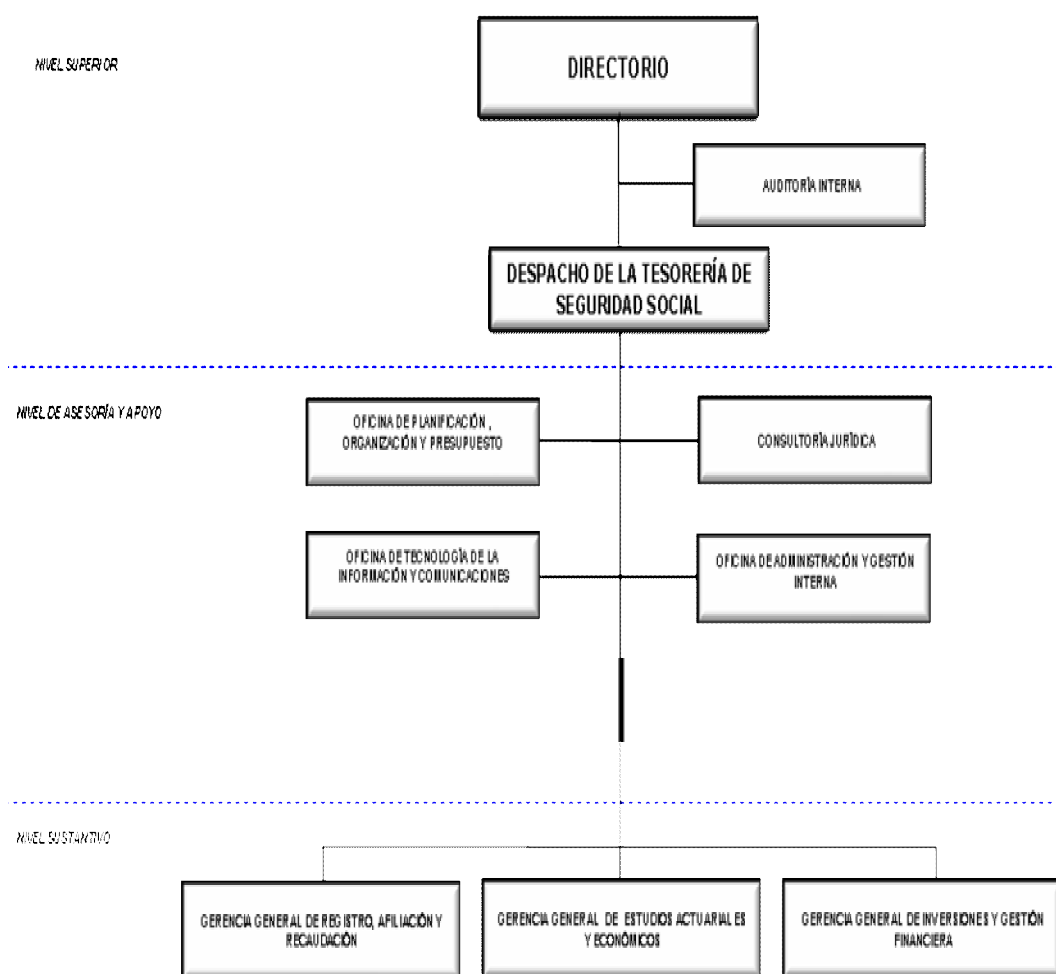 NIVEL SUPERIOR
DIRECTORIO
AUDITORÍA INTERNA
DESPACHO DE LA TESORERÍA DE
SEGURIDAD SOCIAL
NIVEL DE ASESORÍA Y APOYO
OFICINA DE PLANIFICACIÓN ,
ORGANIZACIÓN Y PRESUPUESTO
CONSULTORÍA JURÍDICA
OFICINA DE TECNOLOGÍA DE LA
INFORMACIÓN Y COMUNICACIONES
OFICINA DE ADMINISTRACIÓN Y GESTIÓN
INTERNA
NIVEL SUSTANTIVO
GERENCIA GENERAL DE REGISTRO, AFILIACIÓN Y
RECAUDACIÓN
GERENCIA GENERAL DE ESTUDIOS ACTUARIALES
Y ECONÓMICOS
GERENCIA GENERAL DE INVERSIONES Y GESTIÓN
FINANCIERA